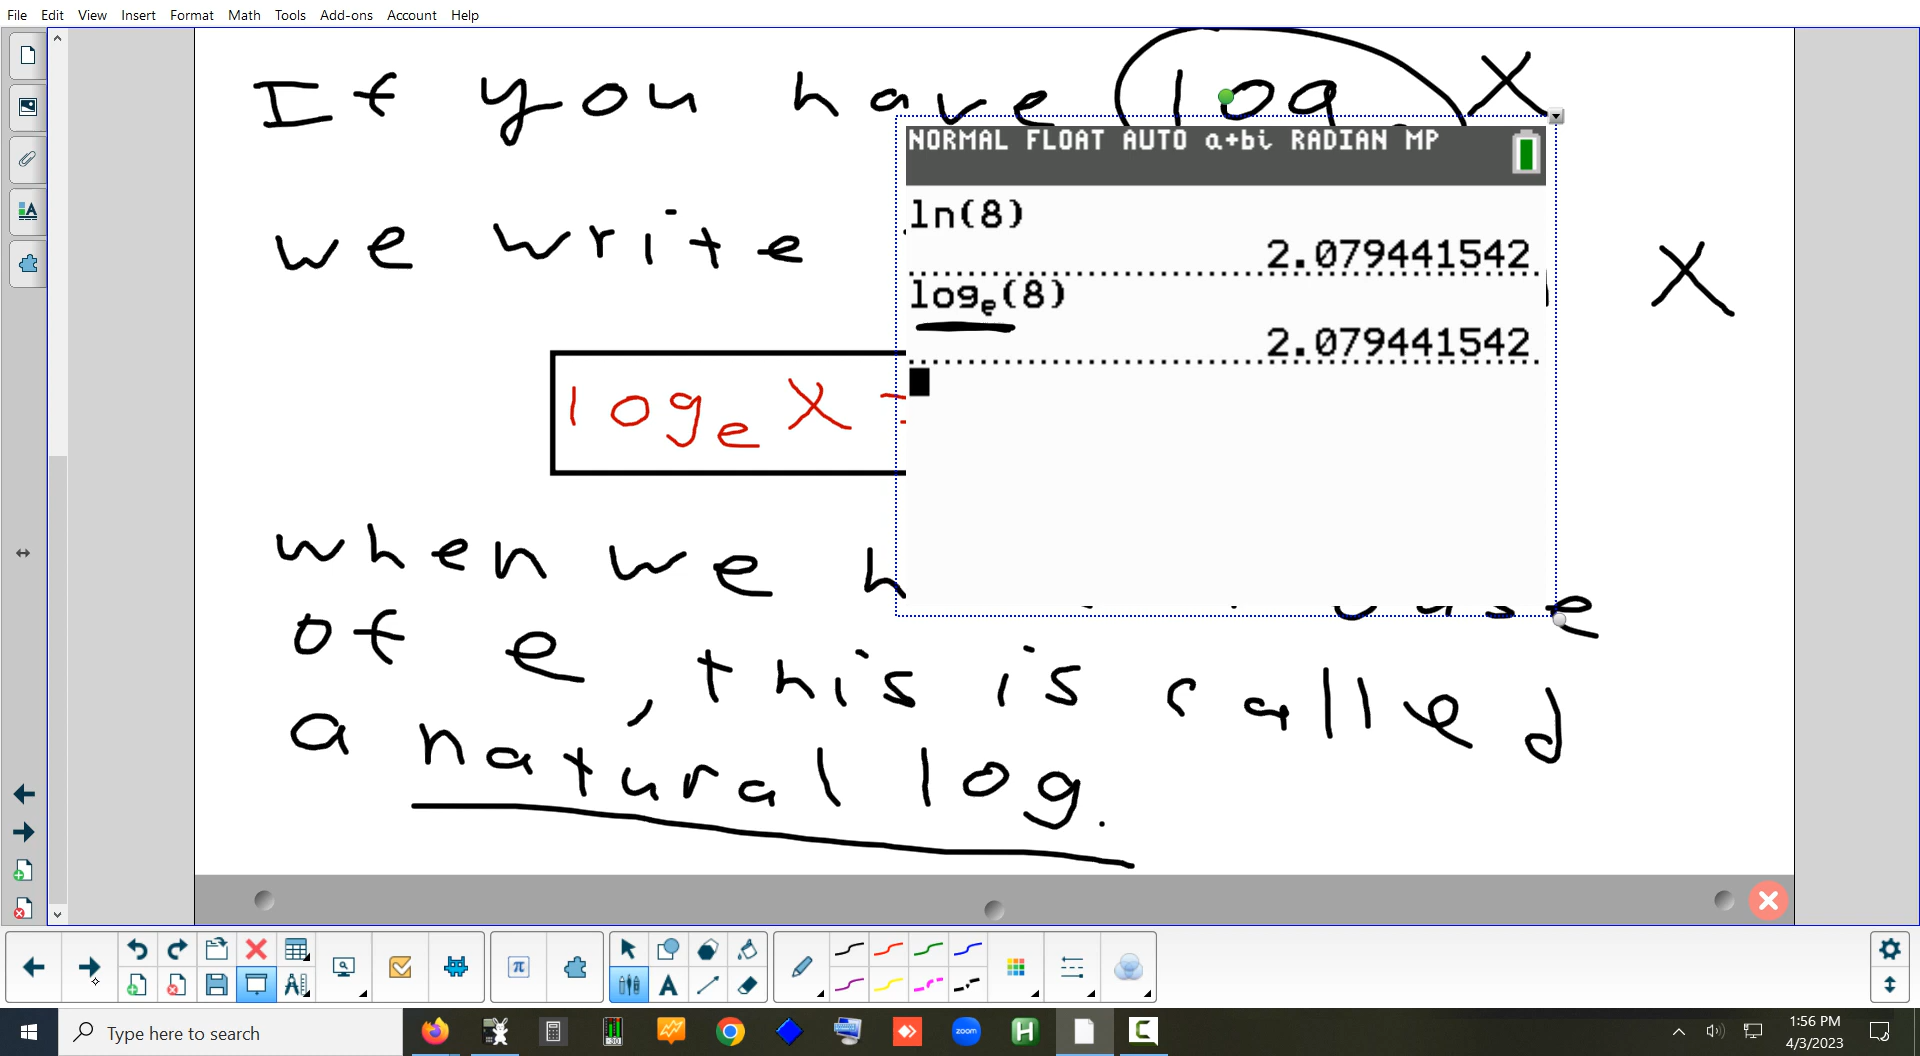 File Edit View Insert Format Math Tools Add-ons Account Help
If you have log X
we write X
NORMAL FLOAT AUTO a+bi RADIAN MP
ln(8)
2.079441542
logₑ(8)
2.079441542
logₑ X
when we
of e, this is called
a natural log.
Type here to search
zoom
1:56 PM
4/3/2023